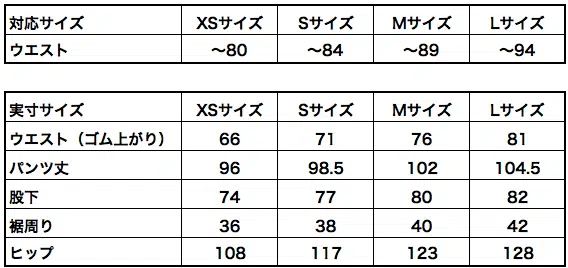 対応サイズ XSサイズ Sサイズ Mサイズ Lサイズ
ウエスト 〜80 〜84 〜89 〜94
実寸サイズ XSサイズ Sサイズ Mサイズ Lサイズ
ウエスト（ゴム上がり） 66 71 76 81
パンツ丈 96 98.5 102 104.5
股下 74 77 80 82
裾周り 36 38 40 42
ヒップ 108 117 123 128